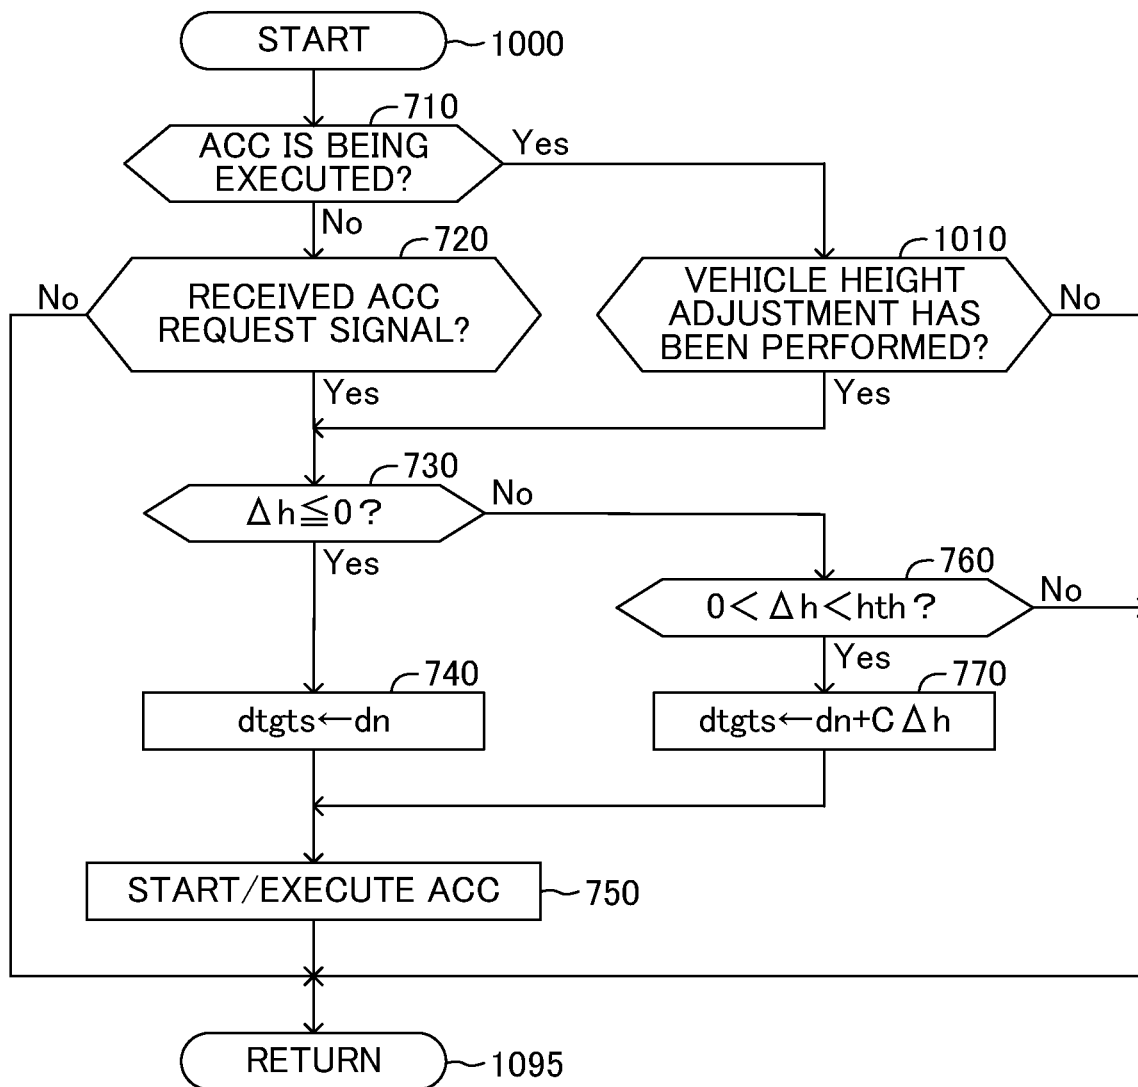 START
1000
710
ACC IS BEING
EXECUTED?
Yes
No
720
1010
No
RECEIVED ACC
REQUEST SIGNAL?
VEHICLE HEIGHT
ADJUSTMENT HAS
BEEN PERFORMED?
No
Yes
Yes
730
Δh≦0?
No
Yes
760
0<Δh<hth?
No
Yes
740
dtgts←dn
770
dtgts←dn+CΔh
START/EXECUTE ACC
750
RETURN
1095